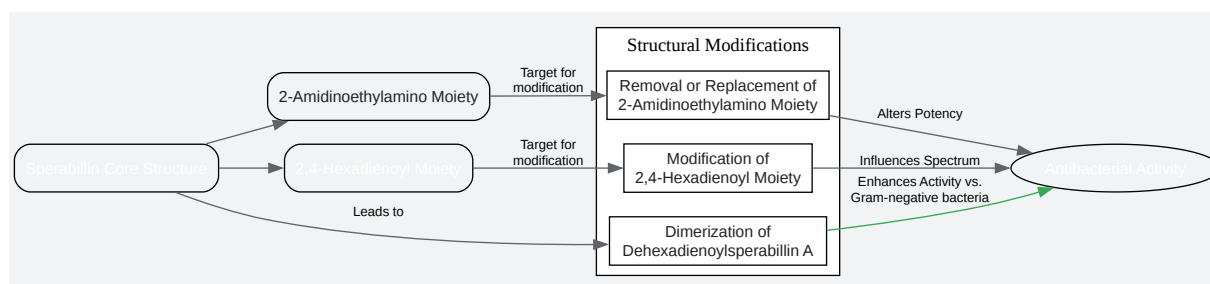 Structural Modifications
Sperabillin Core Structure
2-Amidinoethylamino Moiety
2,4-Hexadienoyl Moiety
Target for
modification
Target for
modification
Leads to
Removal or Replacement of
2-Amidinoethylamino Moiety
Modification of
2,4-Hexadienoyl Moiety
Dimerization of
Dehexadienoylsperabillin A
Alters Potency
Influences Spectrum
Enhances Activity vs.
Gram-negative bacteria
Antibacterial Activity